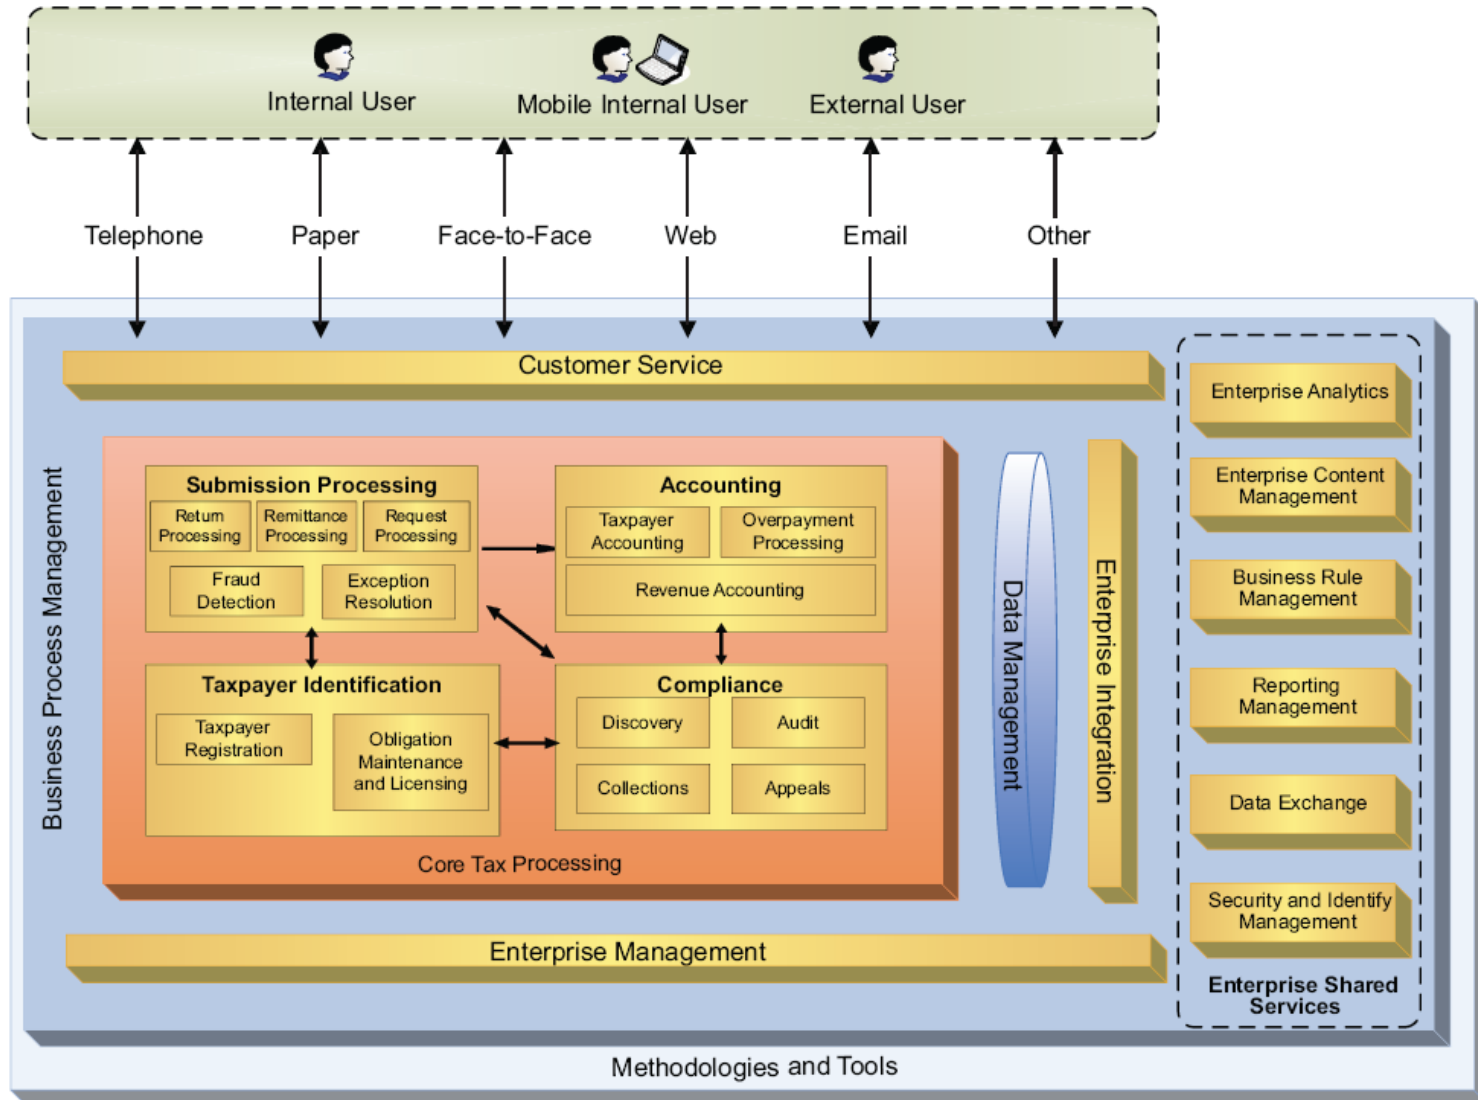 Internal User
Mobile Internal User
External User
Telephone
Paper
Face-to-Face
Web
Email
Other
Customer Service
Business Process Management
Submission Processing
Return
Processing
Remittance
Processing
Request
Processing
Fraud
Detection
Exception
Resolution
Accounting
Taxpayer
Accounting
Overpayment
Processing
Revenue Accounting
Taxpayer Identification
Taxpayer
Registration
Obligation
Maintenance
and Licensing
Compliance
Discovery
Audit
Collections
Appeals
Core Tax Processing
Data Management
Enterprise Integration
Enterprise Management
Enterprise Analytics
Enterprise Content
Management
Business Rule
Management
Reporting
Management
Data Exchange
Security and Identify
Management
Enterprise Shared
Services
Methodologies and Tools